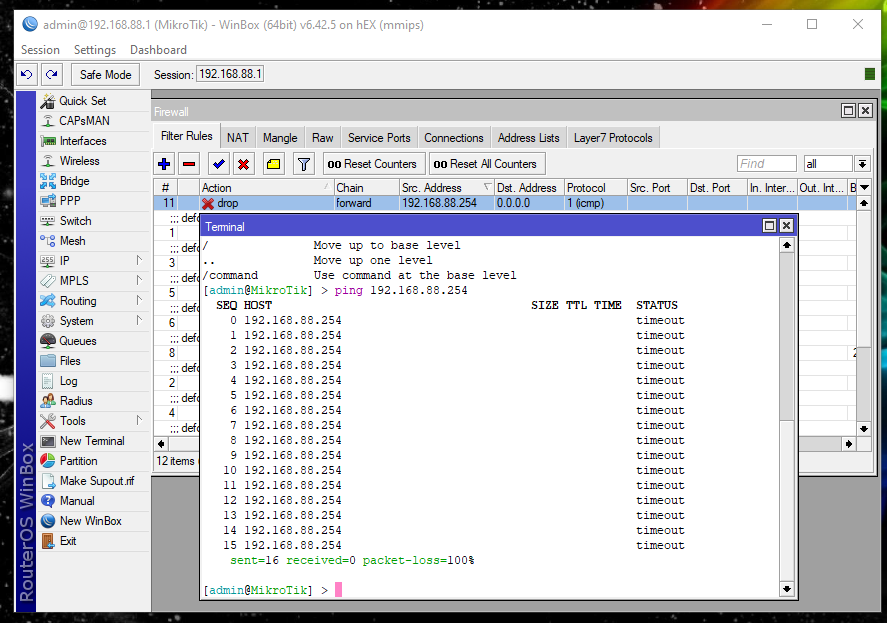 admin@192.168.88.1 (MikroTik) - WinBox (64bit) v6.42.5 on hEX (mmips)
Session Settings Dashboard
Safe Mode Session: 192.168.88.1
RouterOS WinBox
Quick Set
CAPsMAN
Interfaces
Wireless
Bridge
PPP
Switch
Mesh
IP
MPLS
Routing
System
Queues
Files
Log
Radius
Tools
New Terminal
Partition
Make Supout.rif
Manual
New WinBox
Exit
Firewall
Filter Rules NAT Mangle Raw Service Ports Connections Address Lists Layer7 Protocols
00 Reset Counters 00 Reset All Counters Find all
# Action Chain Src. Address Dst. Address Protocol Src. Port Dst. Port In. Inter... Out. Int... B
11 drop forward 192.168.88.254 0.0.0.0 1 (icmp)
;;; defc
1
;;; defc
3
;;; defc
5
;;; defc
6
;;; defc
8
;;; defc
2
;;; defc
4
;;; defc
12 items
Terminal
/ Move up to base level
.. Move up one level
/command Use command at the base level
[admin@MikroTik] > ping 192.168.88.254
SEQ HOST SIZE TTL TIME STATUS
0 192.168.88.254 timeout
1 192.168.88.254 timeout
2 192.168.88.254 timeout
3 192.168.88.254 timeout
4 192.168.88.254 timeout
5 192.168.88.254 timeout
6 192.168.88.254 timeout
7 192.168.88.254 timeout
8 192.168.88.254 timeout
9 192.168.88.254 timeout
10 192.168.88.254 timeout
11 192.168.88.254 timeout
12 192.168.88.254 timeout
13 192.168.88.254 timeout
14 192.168.88.254 timeout
15 192.168.88.254 timeout
sent=16 received=0 packet-loss=100%
[admin@MikroTik] >